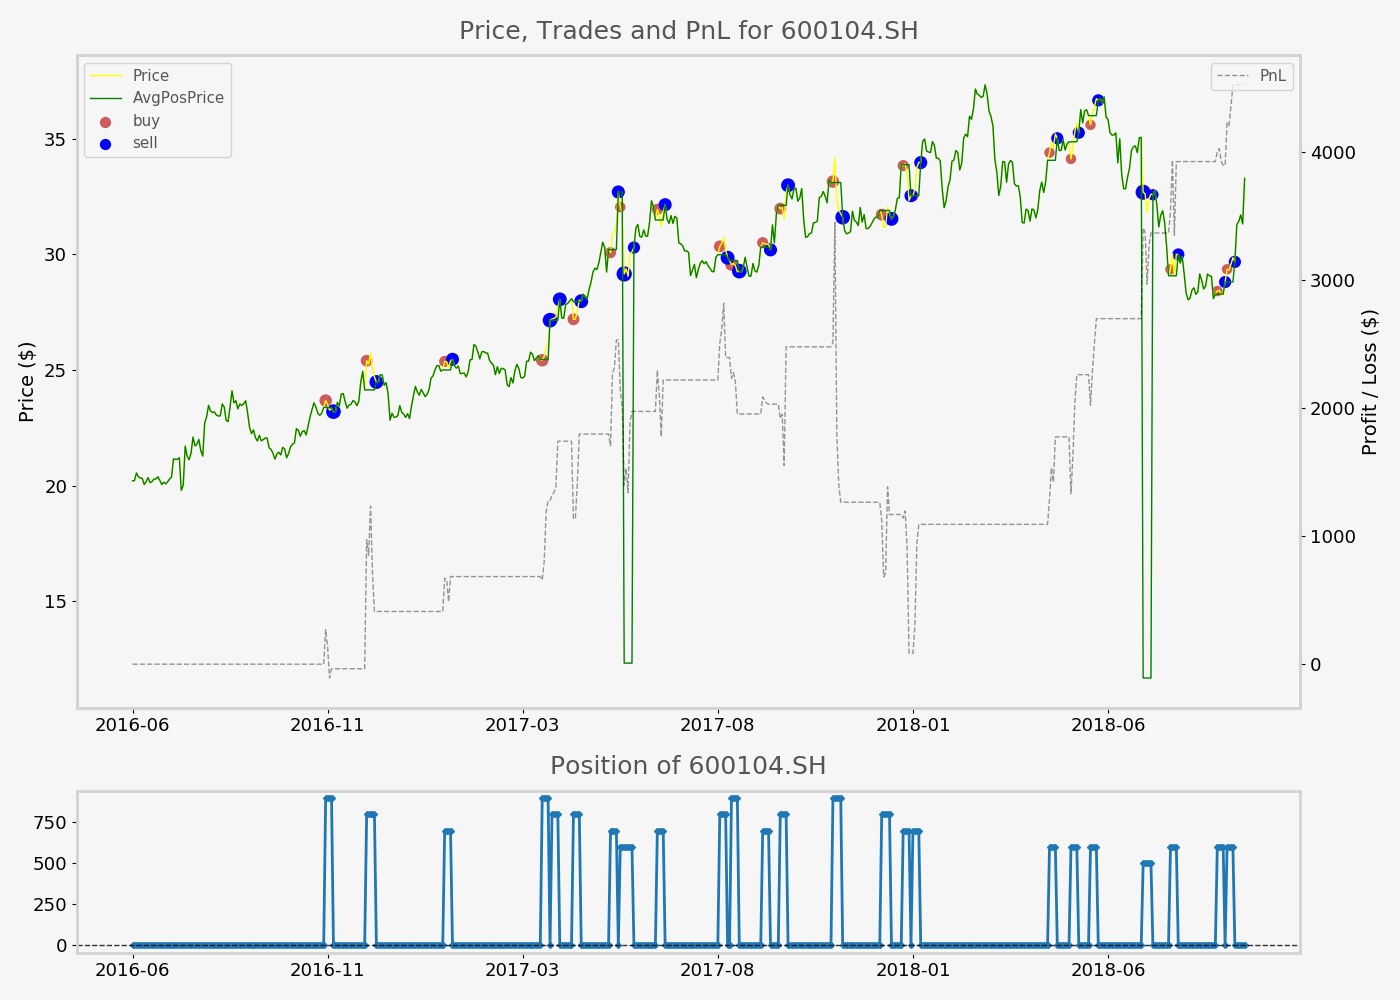 Price, Trades and PnL for 600104.SH
Price
AvgPosPrice
buy
sell
PnL
Price ($)
35
30
25
20
15
Profit / Loss ($)
4000
3000
2000
1000
0
2016-06
2016-11
2017-03
2017-08
2018-01
2018-06
Position of 600104.SH
750
500
250
0
2016-06
2016-11
2017-03
2017-08
2018-01
2018-06